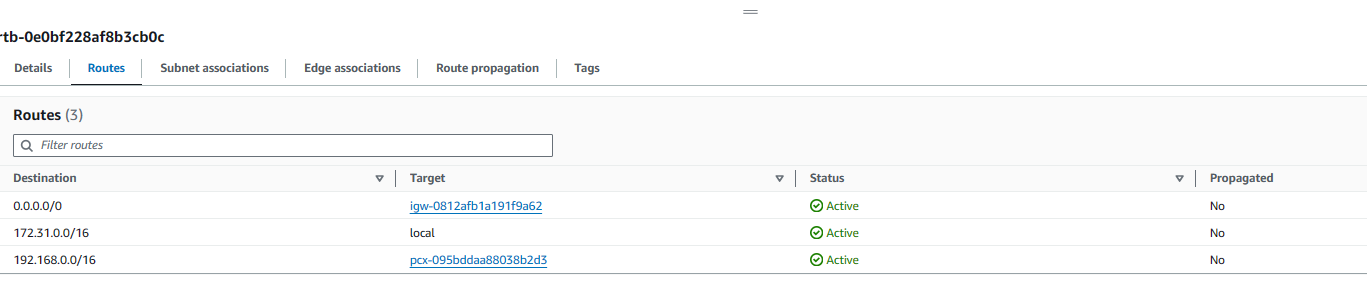 rtb-0e0bf228af8b3cb0c
Details Routes Subnet associations Edge associations Route propagation Tags
Routes (3)
Filter routes
Destination Target Status Propagated
0.0.0.0/0 igw-0812afb1a191f9a62 Active No
172.31.0.0/16 local Active No
192.168.0.0/16 pcx-095bddaa88038b2d3 Active No